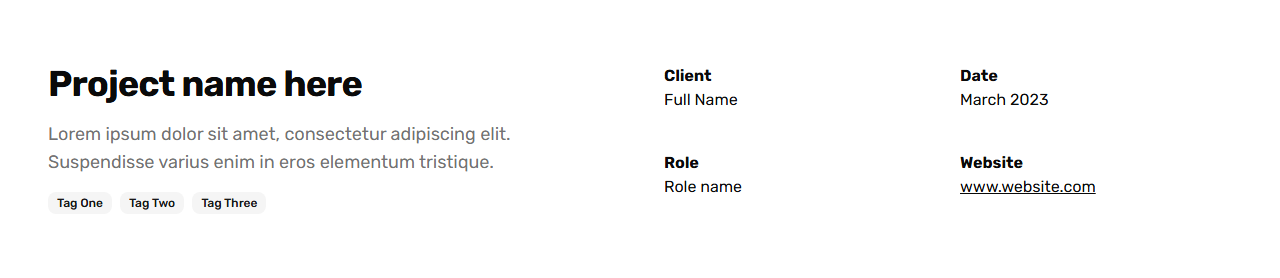 Project name here
Lorem ipsum dolor sit amet, consectetur adipiscing elit.
Suspendisse varius enim in eros elementum tristique.
Tag One
Tag Two
Tag Three
Client
Full Name
Date
March 2023
Role
Role name
Website
www.website.com